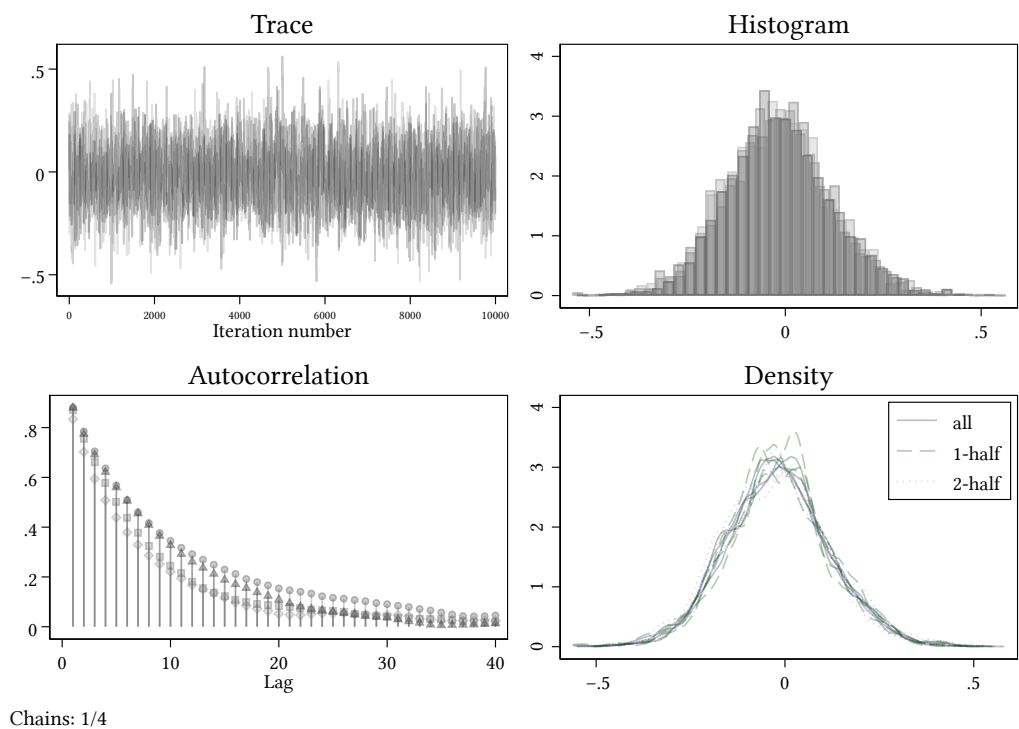 Trace
.5
0
−.5
0 2000 4000 6000 8000 10000
Iteration number
Histogram
4
3
2
1
0
−.5 0 .5
Autocorrelation
.8
.6
.4
.2
0
0 10 20 30 40
Lag
Density
4
3
2
1
0
−.5 0 .5
all
1-half
2-half
Chains: 1/4